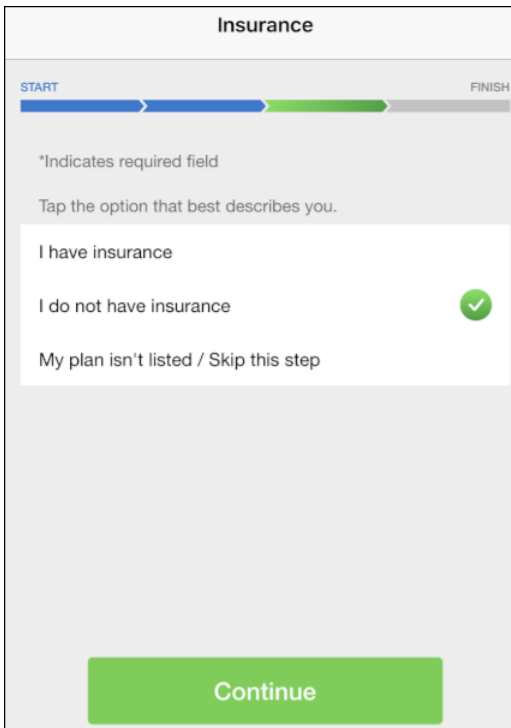 Insurance
START FINISH
*Indicates required field
Tap the option that best describes you.
I have insurance
I do not have insurance
My plan isn't listed / Skip this step
Continue